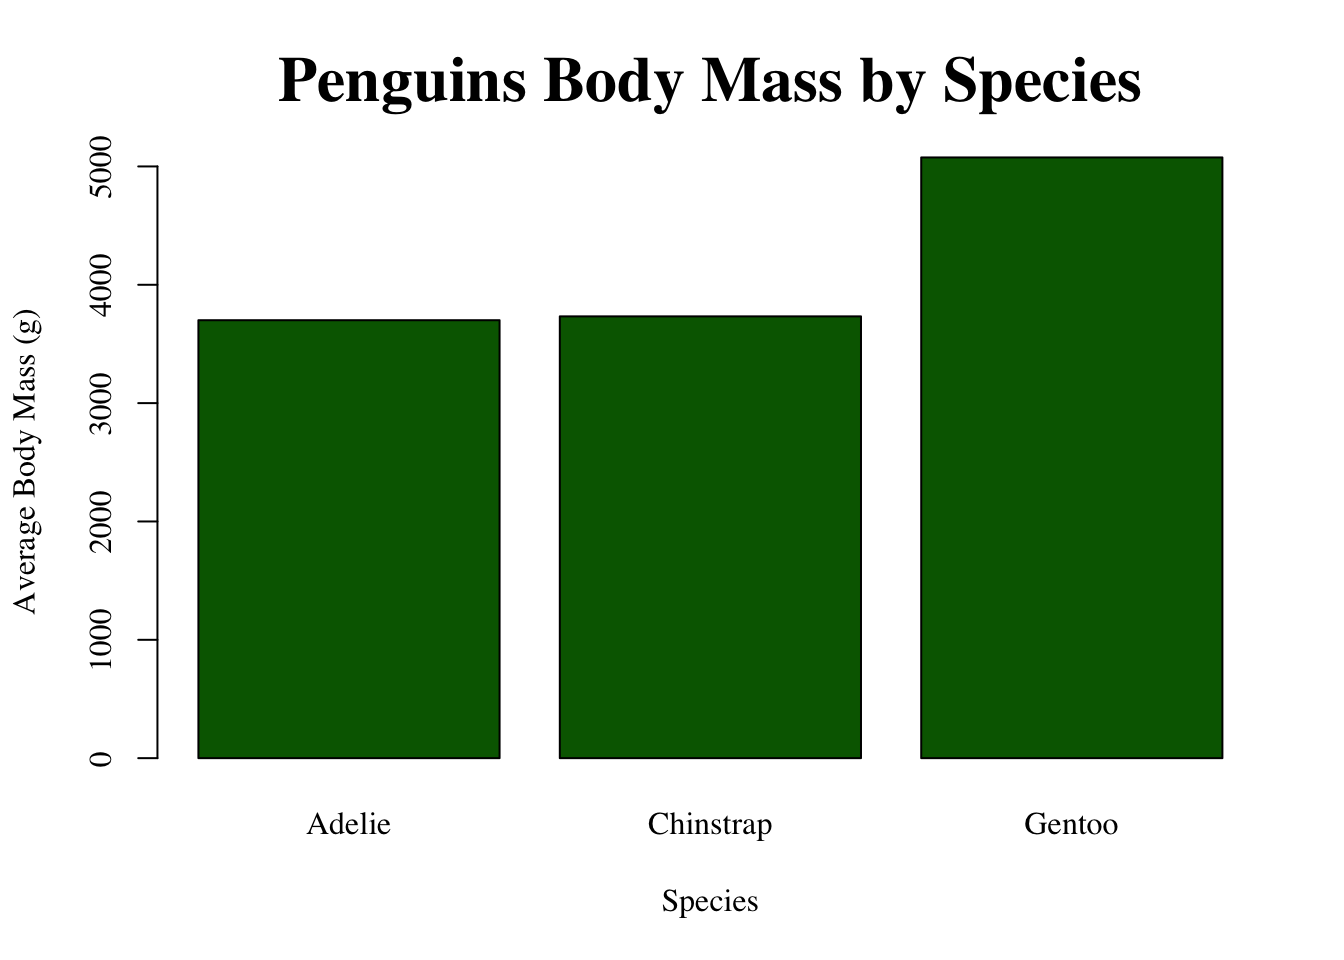 Penguins Body Mass by Species
Average Body Mass (g)
5000
4000
3000
2000
1000
0
Adelie Chinstrap Gentoo
Species